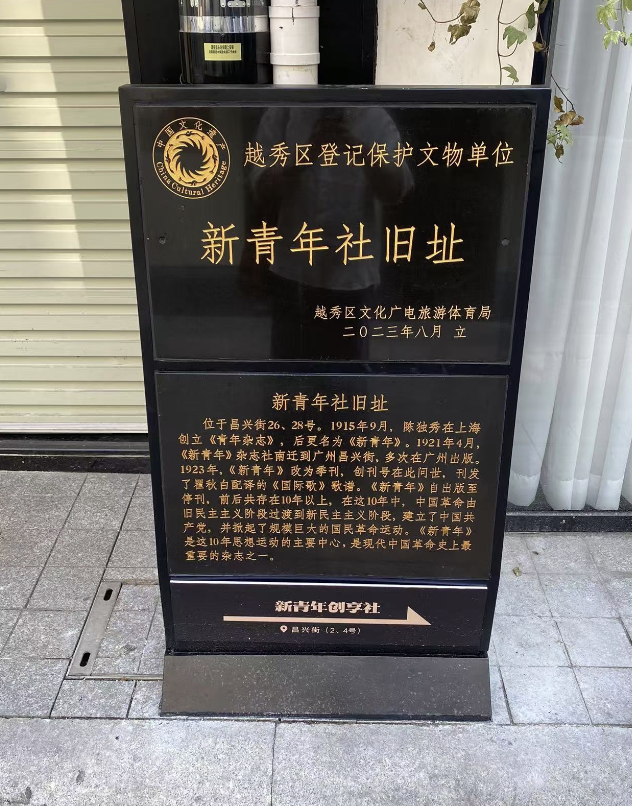 中国文化遗产
China Cultural Heritage
越秀区登记保护文物单位
新青年社旧址
越秀区文化广电旅游体育局
二〇二三年八月 立
新青年社旧址
位于昌兴街26、28号。1915年9月，陈独秀在上海
创立《青年杂志》，后更名为《新青年》。1921年4月，
《新青年》杂志社南迁到广州昌兴街，多次在广州出版。
1923年，《新青年》改为季刊，创刊号在此问世，刊发
了瞿秋白配译的《国际歌》歌谱。《新青年》自出版至
停刊，前后共存在10年以上，在这10年中，中国革命由
旧民主主义阶段过渡到新民主主义阶段，建立了中国共
产党，并掀起了规模巨大的国民革命运动。《新青年》
是这10年思想运动的主要中心，是现代中国革命史上最
重要的杂志之一。
新青年创享社
昌兴街（2、4号）